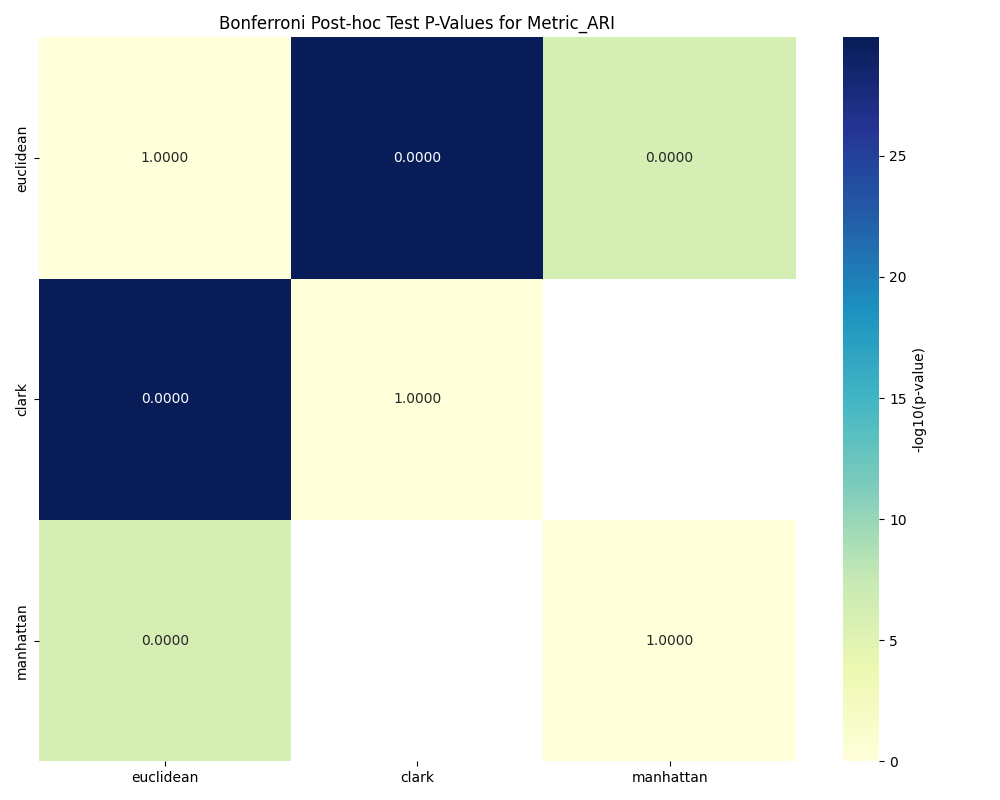 Bonferroni Post-hoc Test P-Values for Metric_ARI
euclidean
1.0000
0.0000
0.0000
clark
0.0000
1.0000
manhattan
0.0000
1.0000
euclidean
clark
manhattan
25
20
15
10
5
0
-log10(p-value)